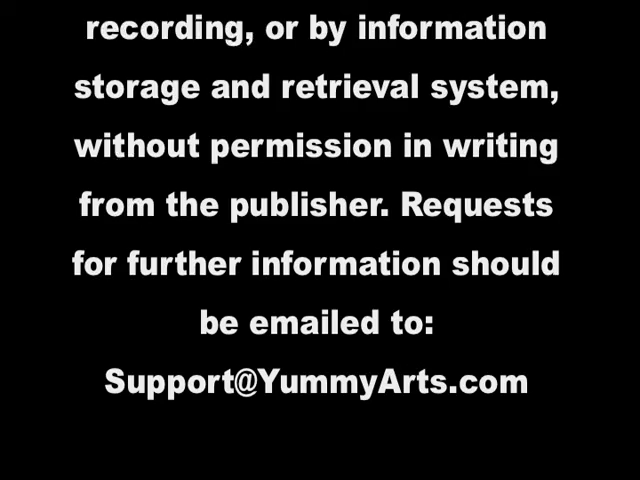 recording, or by information
storage and retrieval system,
without permission in writing
from the publisher. Requests
for further information should
be emailed to:
Support@YummyArts.com